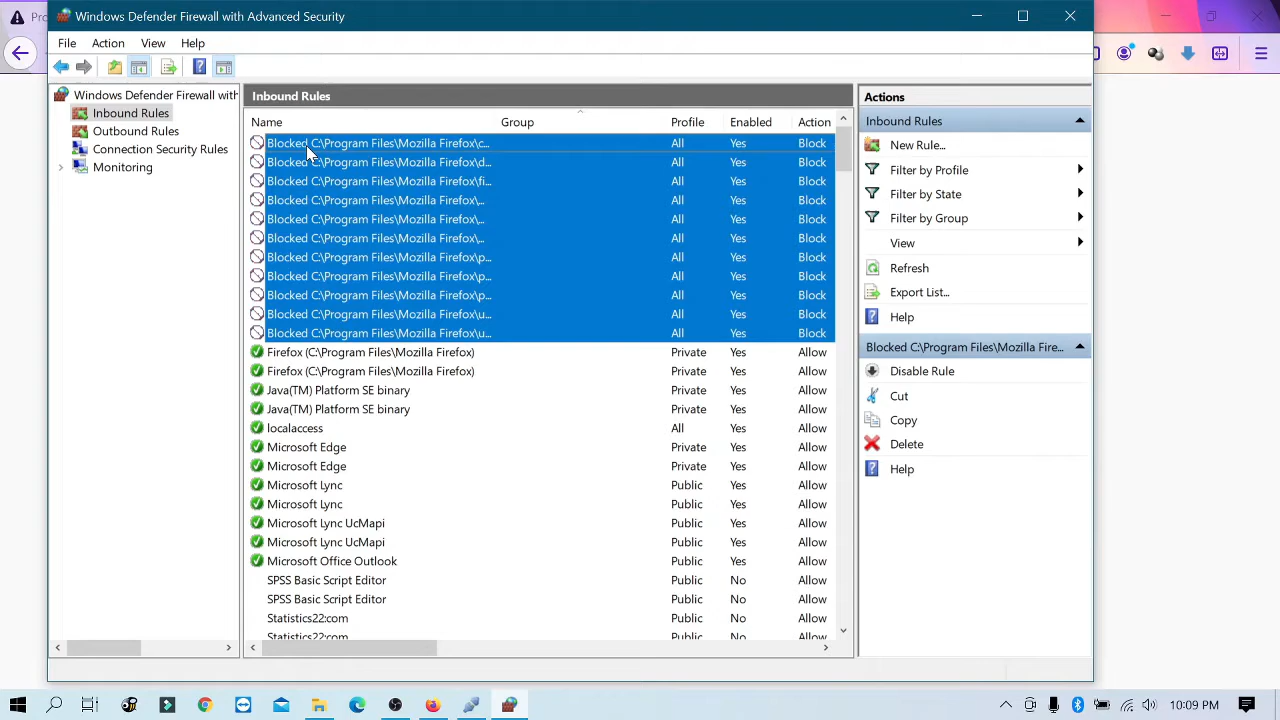 Pro
Windows Defender Firewall with Advanced Security
File Action View Help
Windows Defender Firewall with
Inbound Rules
Outbound Rules
Connection Security Rules
Monitoring
Inbound Rules
Name Group Profile Enabled Action
Blocked C:\Program Files\Mozilla Firefox\c... All Yes Block
Blocked C:\Program Files\Mozilla Firefox\d... All Yes Block
Blocked C:\Program Files\Mozilla Firefox\fi... All Yes Block
Blocked C:\Program Files\Mozilla Firefox\... All Yes Block
Blocked C:\Program Files\Mozilla Firefox\... All Yes Block
Blocked C:\Program Files\Mozilla Firefox\... All Yes Block
Blocked C:\Program Files\Mozilla Firefox\p... All Yes Block
Blocked C:\Program Files\Mozilla Firefox\p... All Yes Block
Blocked C:\Program Files\Mozilla Firefox\p... All Yes Block
Blocked C:\Program Files\Mozilla Firefox\u... All Yes Block
Blocked C:\Program Files\Mozilla Firefox\u... All Yes Block
Firefox (C:\Program Files\Mozilla Firefox) Private Yes Allow
Firefox (C:\Program Files\Mozilla Firefox) Private Yes Allow
Java(TM) Platform SE binary Private Yes Allow
Java(TM) Platform SE binary Private Yes Allow
localaccess All Yes Allow
Microsoft Edge Private Yes Allow
Microsoft Edge Private Yes Allow
Microsoft Lync Public Yes Allow
Microsoft Lync Public Yes Allow
Microsoft Lync UcMapi Public Yes Allow
Microsoft Lync UcMapi Public Yes Allow
Microsoft Office Outlook Public Yes Allow
SPSS Basic Script Editor Public No Allow
SPSS Basic Script Editor Public No Allow
Statistics22:com Public No Allow
Statistics22:com Public No Allow
Actions
Inbound Rules
New Rule...
Filter by Profile
Filter by State
Filter by Group
View
Refresh
Export List...
Help
Blocked C:\Program Files\Mozilla Fire...
Disable Rule
Cut
Copy
Delete
Help
10:09 PM